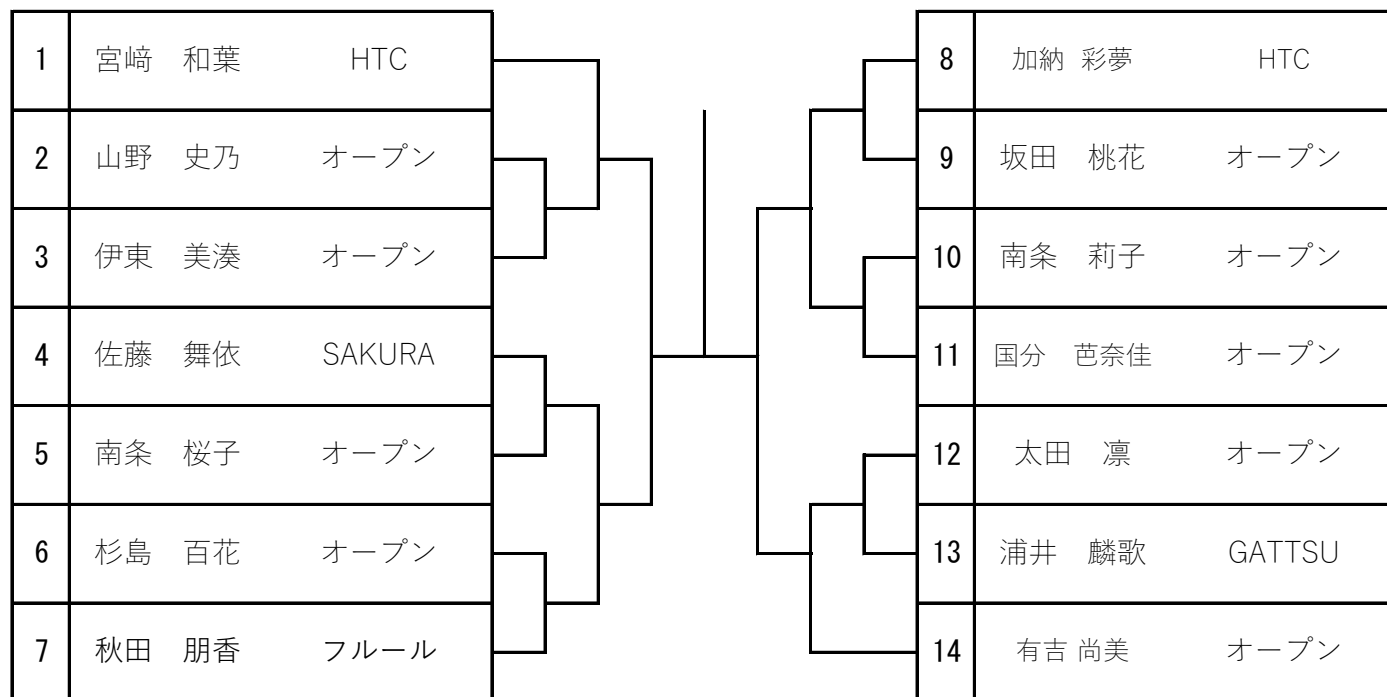 1 宮﨑 和葉 HTC
2 山野 史乃 オープン
3 伊東 美湊 オープン
4 佐藤 舞依 SAKURA
5 南条 桜子 オープン
6 杉島 百花 オープン
7 秋田 朋香 フルール
8 加納 彩夢 HTC
9 坂田 桃花 オープン
10 南条 莉子 オープン
11 国分 芭奈佳 オープン
12 太田 凛 オープン
13 浦井 麟歌 GATTSU
14 有吉 尚美 オープン